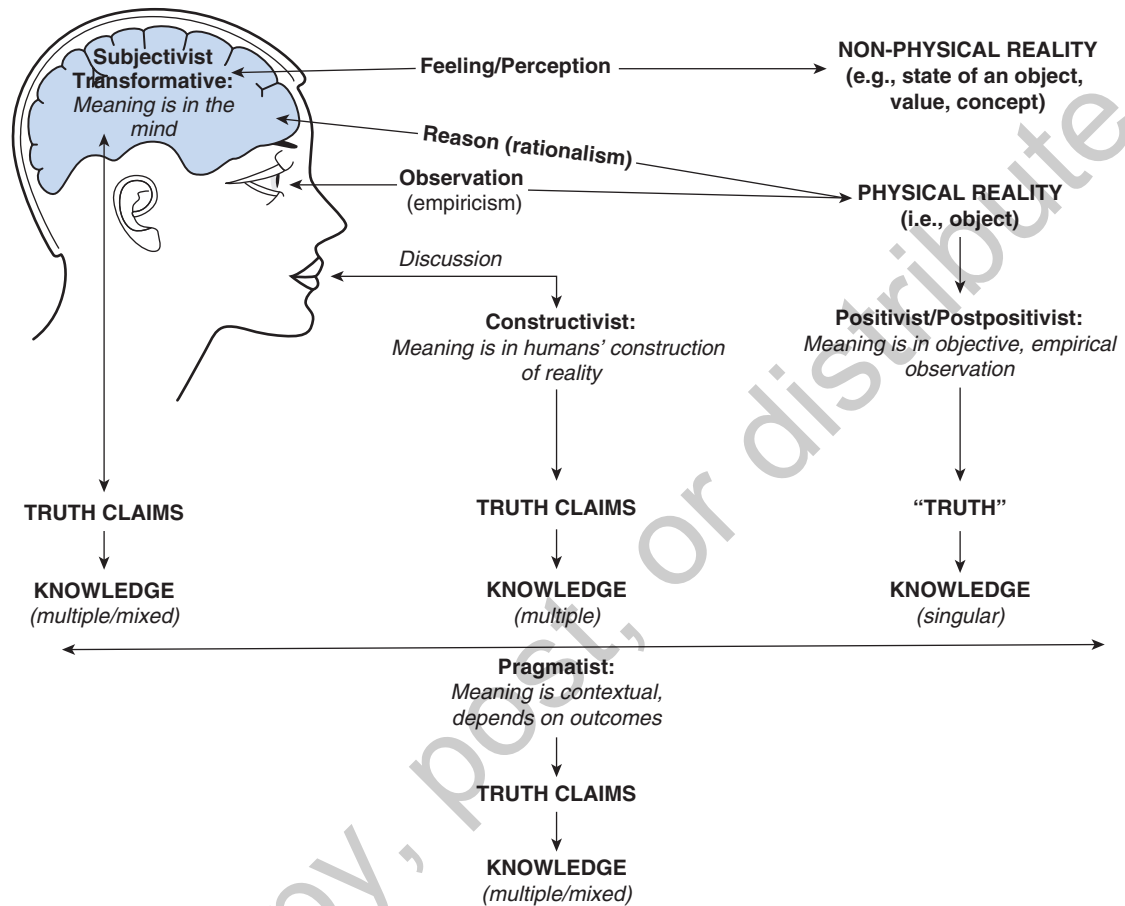 Subjectivist
Transformative:
Meaning is in the
mind
Feeling/Perception
NON-PHYSICAL REALITY
(e.g., state of an object,
value, concept)
Reason (rationalism)
Observation
(empiricism)
PHYSICAL REALITY
(i.e., object)
Discussion
Constructivist:
Meaning is in humans’ construction
of reality
Positivist/Postpositivist:
Meaning is in objective, empirical
observation
TRUTH CLAIMS
TRUTH CLAIMS
“TRUTH”
KNOWLEDGE
(multiple/mixed)
KNOWLEDGE
(multiple)
KNOWLEDGE
(singular)
Pragmatist:
Meaning is contextual,
depends on outcomes
TRUTH CLAIMS
KNOWLEDGE
(multiple/mixed)
post, or distribute